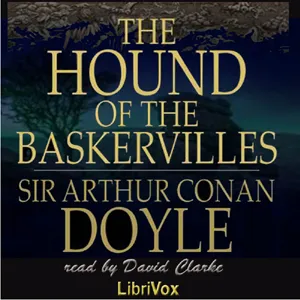 THE
HOUND
OF THE
BASKERVILLES
SIR ARTHUR CONAN
DOYLE
read by David Clarke
LibriVox